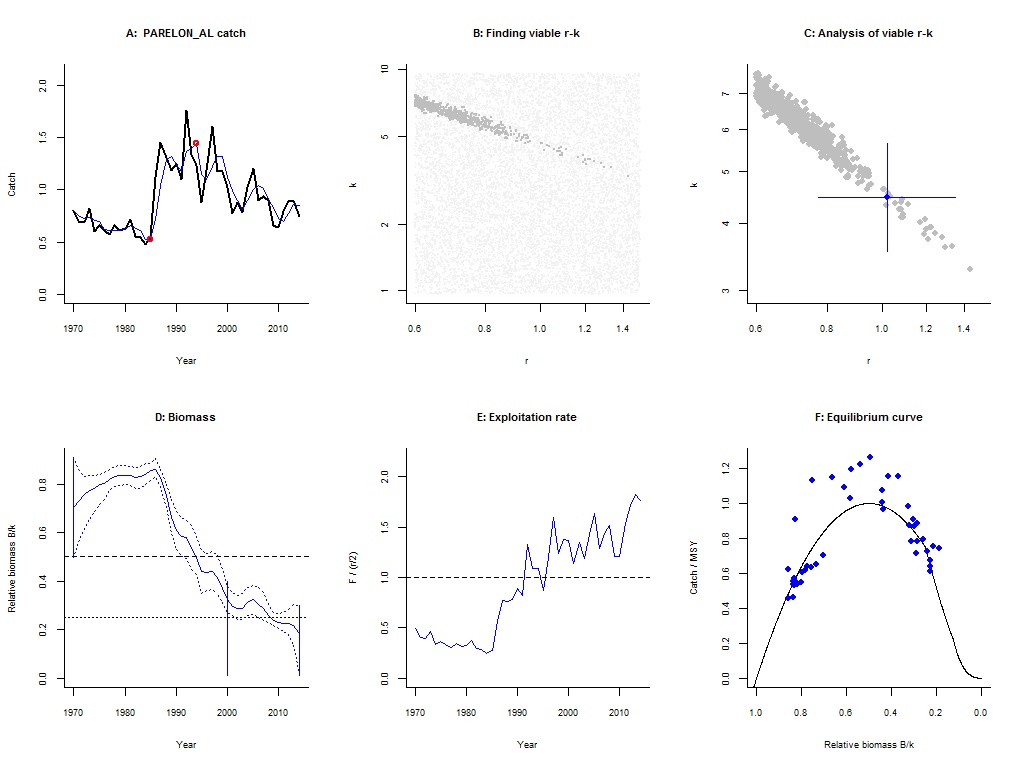 A: PARELON_AL catch
Catch
0.0 0.5 1.0 1.5 2.0
1970 1980 1990 2000 2010
Year
B: Finding viable r-k
k
1 2 5 10
0.6 0.8 1.0 1.2 1.4
r
C: Analysis of viable r-k
k
3 4 5 6 7
0.6 0.8 1.0 1.2 1.4
r
D: Biomass
Relative biomass B/k
0.0 0.2 0.4 0.6 0.8
1970 1980 1990 2000 2010
Year
E: Exploitation rate
F / (r/2)
0.0 0.5 1.0 1.5 2.0
1970 1980 1990 2000 2010
Year
F: Equilibrium curve
Catch / MSY
0.0 0.2 0.4 0.6 0.8 1.0 1.2
1.0 0.8 0.6 0.4 0.2 0.0
Relative biomass B/k